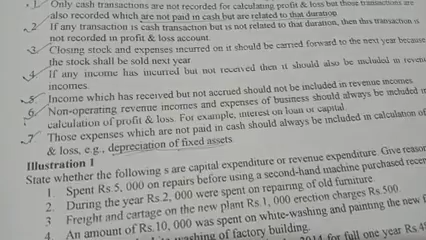 1. Only cash transactions are not recorded for calculating profit & loss but those transactions are
also recorded which are not paid in cash but are related to that duration
2. If any transaction is cash transaction but is not related to that duration, then this transaction is
not recorded in profit & loss account.
3. Closing stock and expenses incurred on it should be carried forward to the next year because
the stock shall be sold next year
4. If any income has incurred but not received then it should also be included in revenue
incomes.
5. Income which has received but not accrued should not be included in revenue incomes
6. Non-operating revenue incomes and expenses of business should always be included in
calculation of profit & loss. For example, interest on loan or capital.
7. Those expenses which are not paid in cash should always be included in calculation of
& loss, e.g., depreciation of fixed assets.
Illustration 1
State whether the following s are capital expenditure or revenue expenditure. Give reason
1. Spent Rs.5, 000 on repairs before using a second-hand machine purchased recen
2. During the year Rs.2, 000 were spent on repairing of old furniture.
3 Freight and cartage on the new plant Rs.1, 000 erection charges Rs.500.
4. An amount of Rs.10, 000 was spent on white-washing and painting the new f
washing of factory building.
2014 for full one year Rs